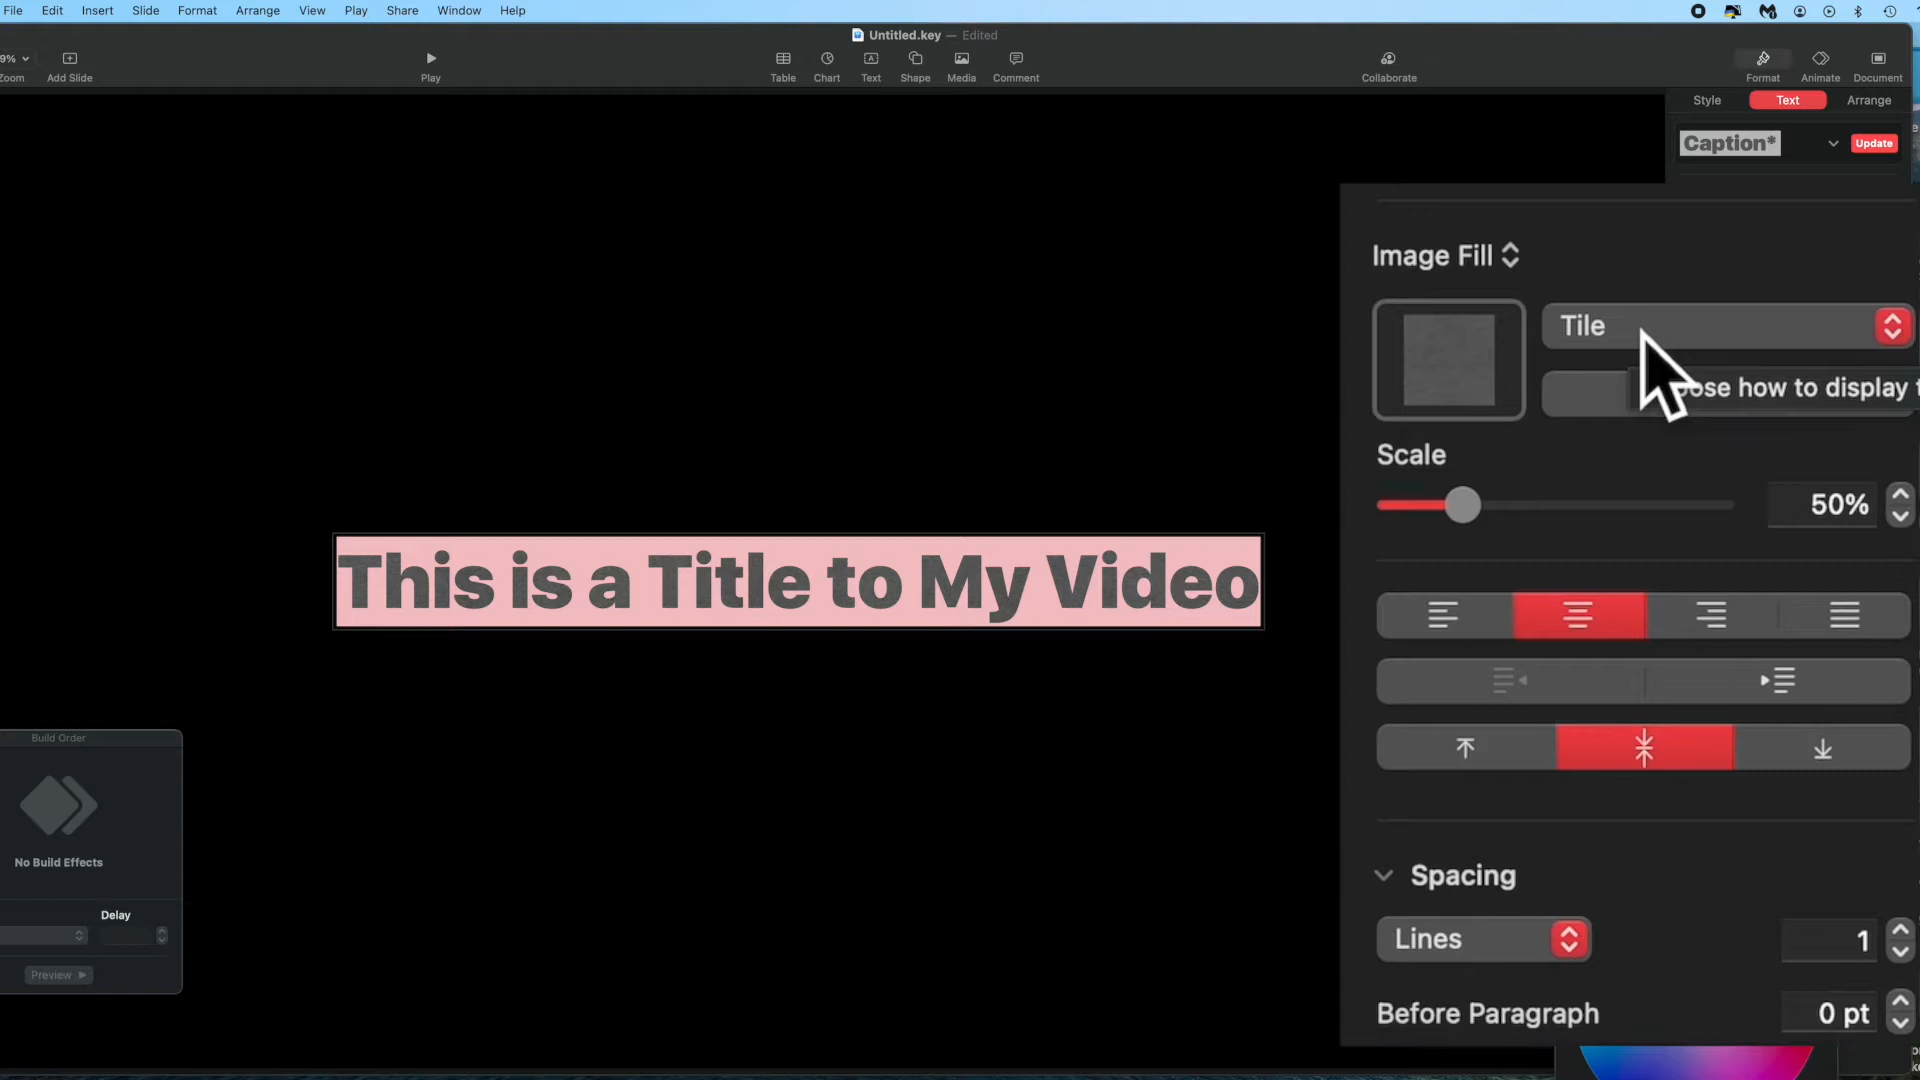 File Edit Insert Slide Format Arrange View Play Share Window Help
Untitled.key — Edited
9%
Zoom Add Slide Play Table Chart Text Shape Media Comment Collaborate Format Animate Document
Style Text Arrange
Caption* Update
Image Fill
Tile
ose how to display
Scale
50%
This is a Title to My Video
Build Order
No Build Effects
Delay
Preview
Spacing
Lines 1
Before Paragraph 0 pt